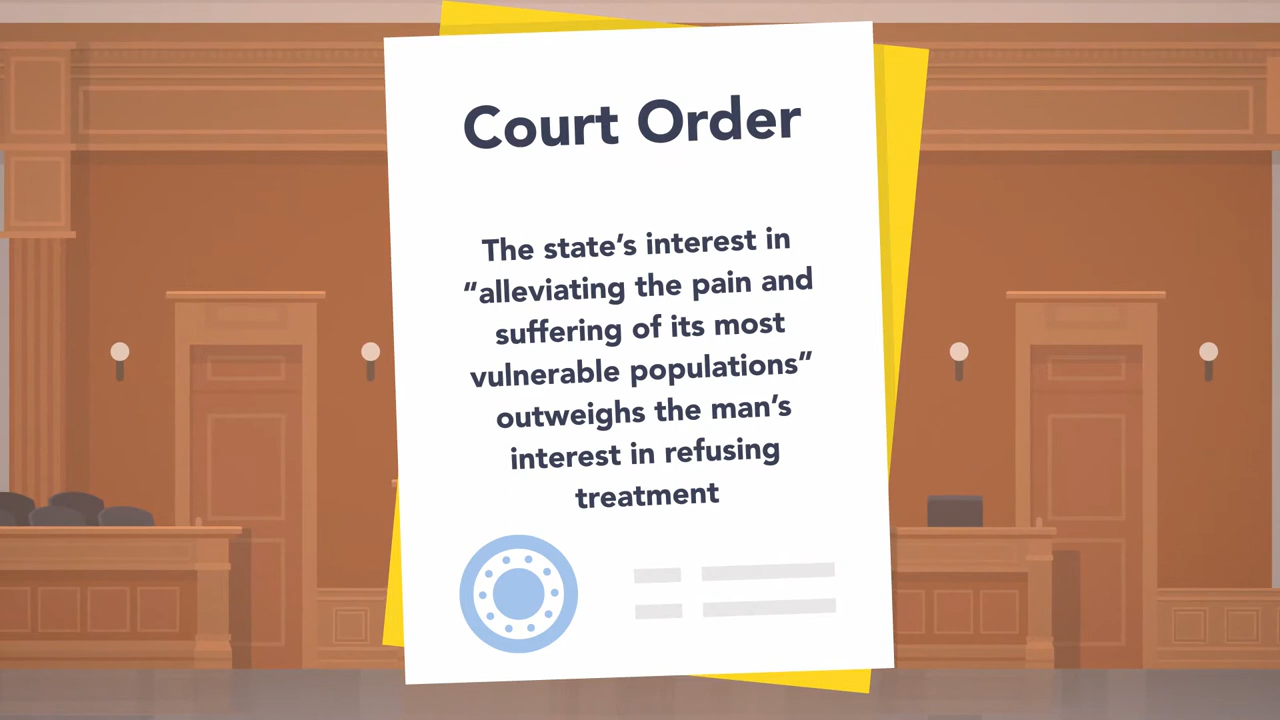 Court Order
The state’s interest in
“alleviating the pain and
suffering of its most
vulnerable populations”
outweighs the man’s
interest in refusing
treatment